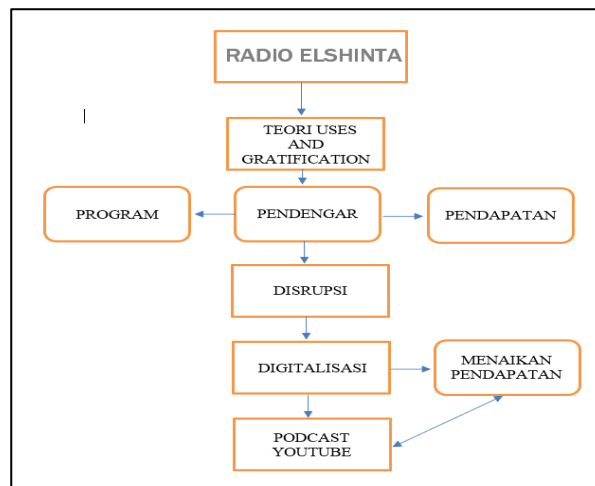 RADIO ELSHINTA
TEORI USES
AND
GRATIFICATION
PROGRAM
PENDENGAR
PENDAPATAN
DISRUPSI
DIGITALISASI
MENAIKAN
PENDAPATAN
PODCAST
YOUTUBE